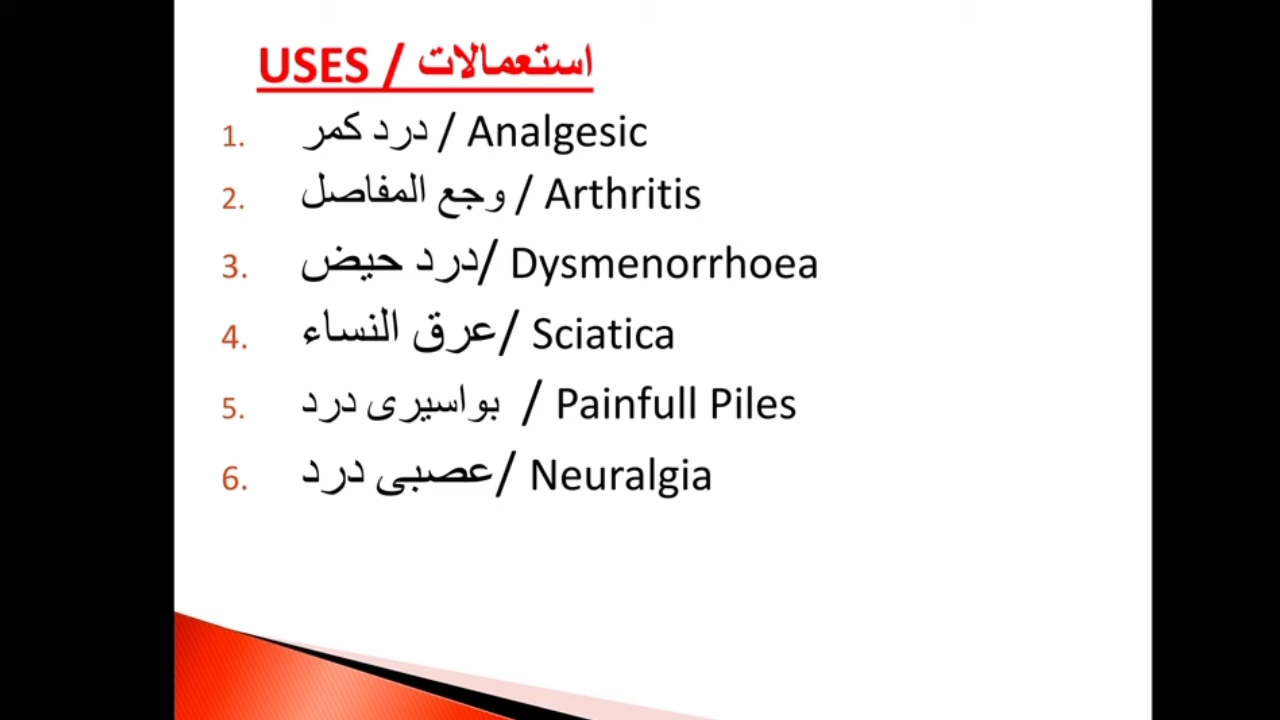 USES / استعمالات
1. درد کمر / Analgesic
2. وجع المفاصل / Arthritis
3. درد حیض/ Dysmenorrhoea
4. عرق النساء/ Sciatica
5. بواسیری درد / Painfull Piles
6. عصبی درد/ Neuralgia